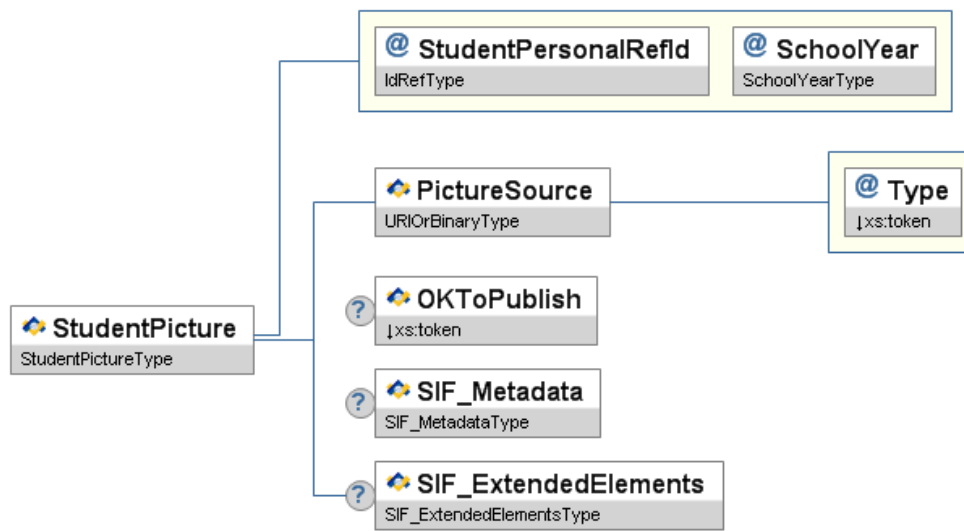 @ StudentPersonalRefId
IdRefType
@ SchoolYear
SchoolYearType
PictureSource
URIOrBinaryType
@ Type
↓xs:token
? OKToPublish
↓xs:token
StudentPicture
StudentPictureType
? SIF_Metadata
SIF_MetadataType
? SIF_ExtendedElements
SIF_ExtendedElementsType